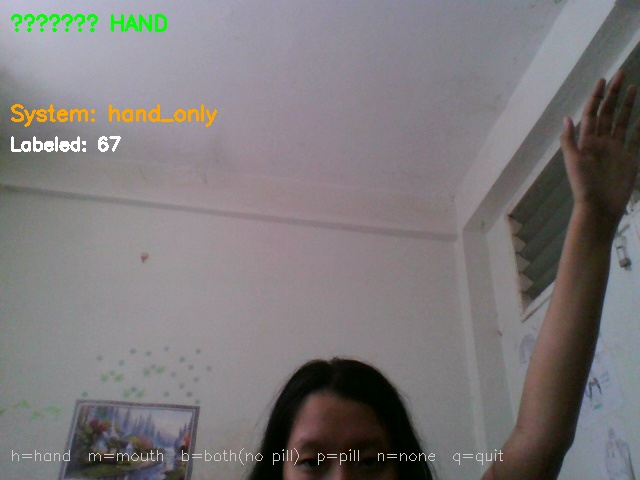 ??????? HAND
System: hand_only
Labeled: 67
h=hand m=mouth b=both(no pill) p=pill n=none q=quit